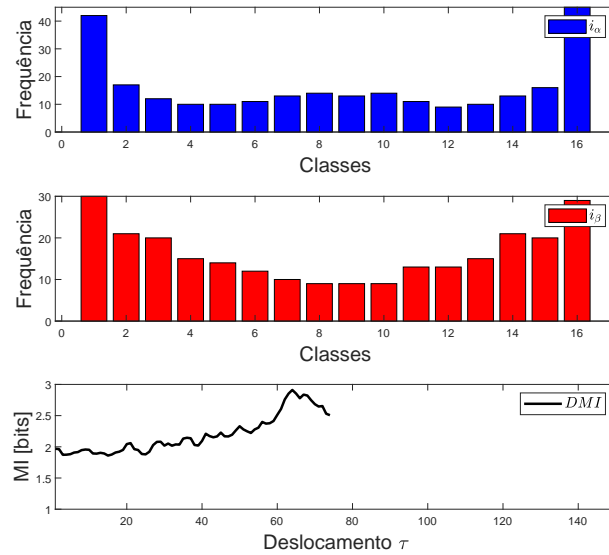 40
30
20
10
0
Frequência
i_α
0 2 4 6 8 10 12 14 16
Classes
30
20
10
0
Frequência
i_β
0 2 4 6 8 10 12 14 16
Classes
3
2.5
2
1.5
1
MI [bits]
DMI
20 40 60 80 100 120 140
Deslocamento τ